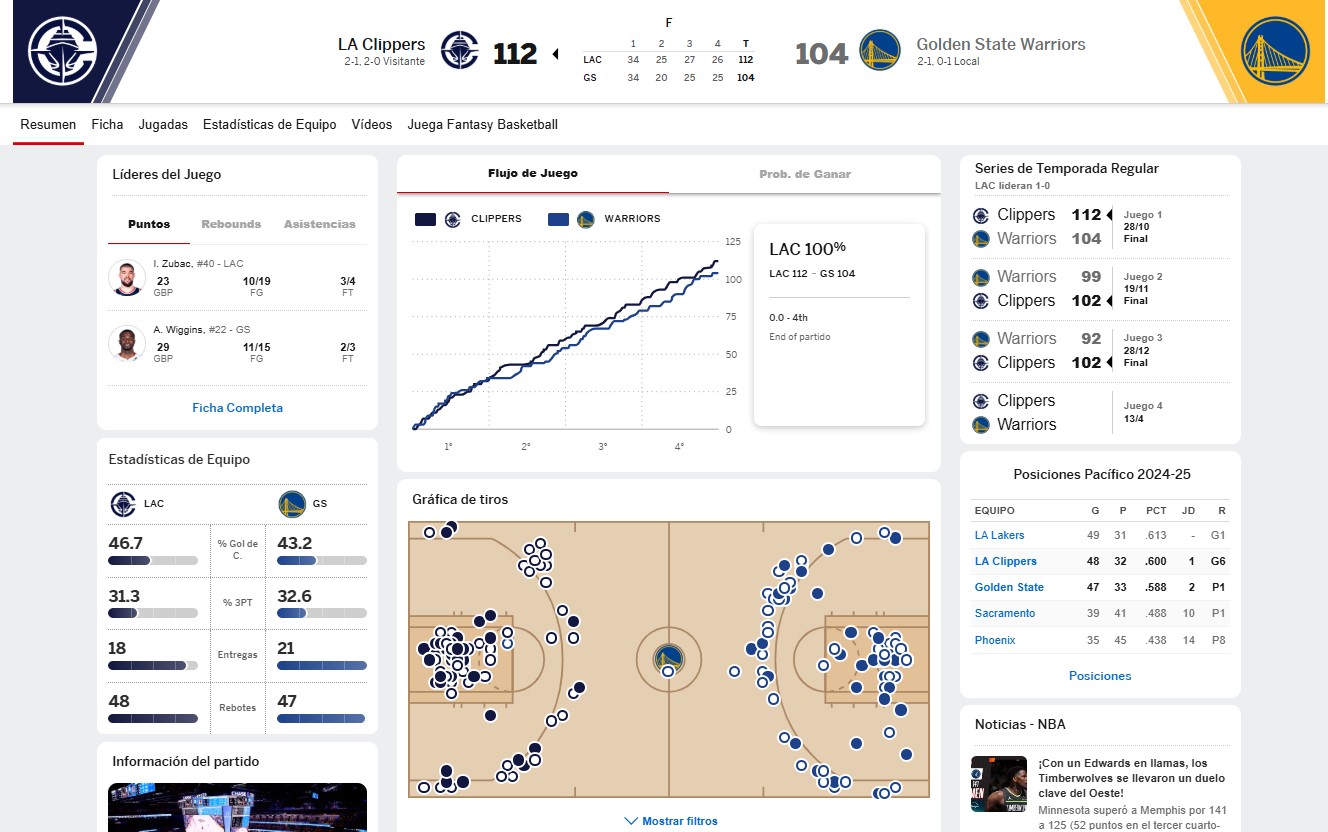 LA Clippers
2-1, 2-0 Visitante
112
F
1 2 3 4 T
LAC 34 25 27 26 112
GS 34 20 25 25 104
104
Golden State Warriors
2-1, 0-1 Local
Resumen Ficha Jugadas Estadísticas de Equipo Vídeos Juega Fantasy Basketball
Líderes del Juego
Puntos Rebounds Asistencias
I. Zubac, #40 - LAC
23 10/19 3/4
GBP FG FT
A. Wiggins, #22 - GS
29 11/15 2/3
GBP FG FT
Ficha Completa
Estadísticas de Equipo
LAC GS
46.7 % Gol de C. 43.2
31.3 % 3PT 32.6
18 Entregas 21
48 Rebotes 47
Información del partido
Flujo de Juego Prob. de Ganar
CLIPPERS WARRIORS
125
100
75
50
25
0
1° 2° 3° 4°
LAC 100%
LAC 112 - GS 104
0.0 - 4th
End of partido
Gráfica de tiros
Mostrar filtros
Series de Temporada Regular
LAC lideran 1-0
Clippers 112
Warriors 104
Juego 1
28/10
Final
Warriors 99
Clippers 102
Juego 2
19/11
Final
Warriors 92
Clippers 102
Juego 3
28/12
Final
Clippers
Warriors
Juego 4
13/4
Posiciones Pacífico 2024-25
EQUIPO G P PCT JD R
LA Lakers 49 31 .613 - G1
LA Clippers 48 32 .600 1 G6
Golden State 47 33 .588 2 P1
Sacramento 39 41 .488 10 P1
Phoenix 35 45 .438 14 P8
Posiciones
Noticias - NBA
¡Con un Edwards en llamas, los
Timberwolves se llevaron un duelo
clave del Oeste!
Minnesota superó a Memphis por 141
a 125 (52 puntos en el tercer cuarto-